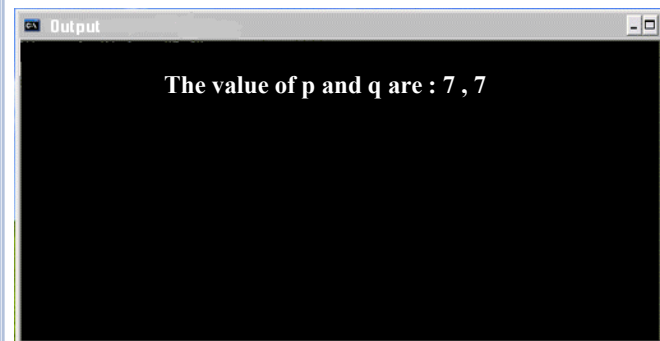 Output
The value of p and q are : 7 , 7